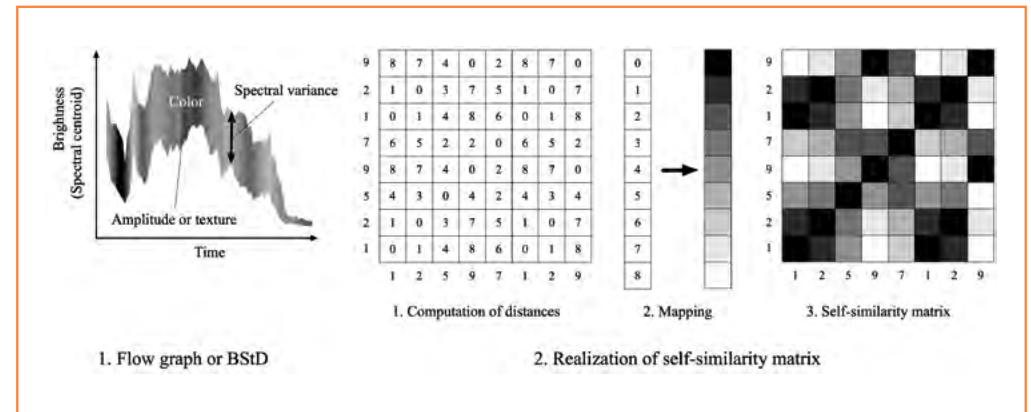 Brightness
(Spectral centroid)
Color
Spectral variance
Amplitude or texture
Time
1. Flow graph or BStD
9 8 7 4 0 2 8 7 0
2 1 0 3 7 5 1 0 7
1 0 1 4 8 6 0 1 8
7 6 5 2 2 0 6 5 2
9 8 7 4 0 2 8 7 0
5 4 3 0 4 2 4 3 4
2 1 0 3 7 5 1 0 7
1 0 1 4 8 6 0 1 8
1 2 5 9 7 1 2 9
1. Computation of distances
0
1
2
3
4
5
6
7
8
2. Mapping
9
2
1
7
9
5
2
1
1 2 5 9 7 1 2 9
3. Self-similarity matrix
2. Realization of self-similarity matrix